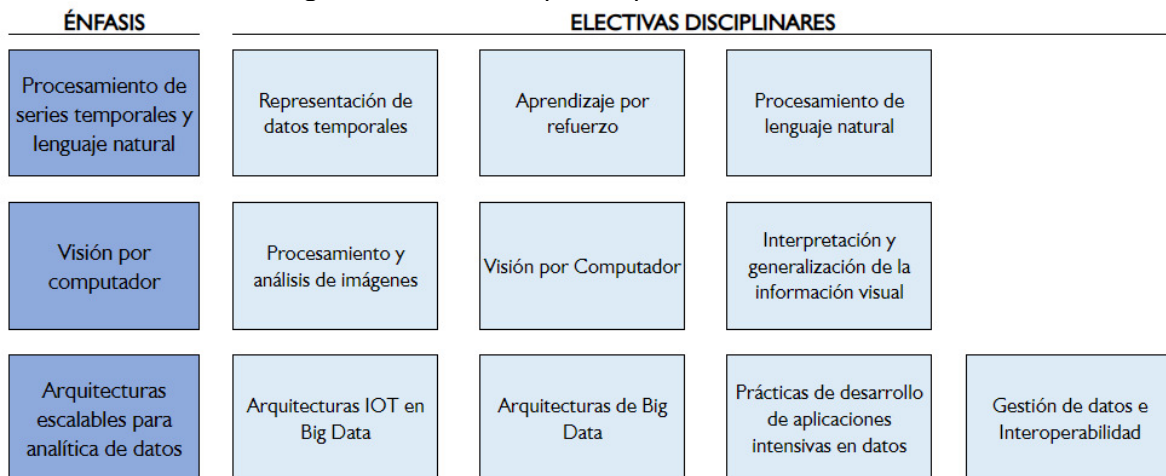 ÉNFASIS
ELECTIVAS DISCIPLINARES
Procesamiento de
series temporales y
lenguaje natural
Representación de
datos temporales
Aprendizaje por
refuerzo
Procesamiento de
lenguaje natural
Visión por
computador
Procesamiento y
análisis de imágenes
Visión por Computador
Interpretación y
generalización de la
información visual
Arquitecturas
escalables para
analítica de datos
Arquitecturas IOT en
Big Data
Arquitecturas de Big
Data
Prácticas de desarrollo
de aplicaciones
intensivas en datos
Gestión de datos e
Interoperabilidad